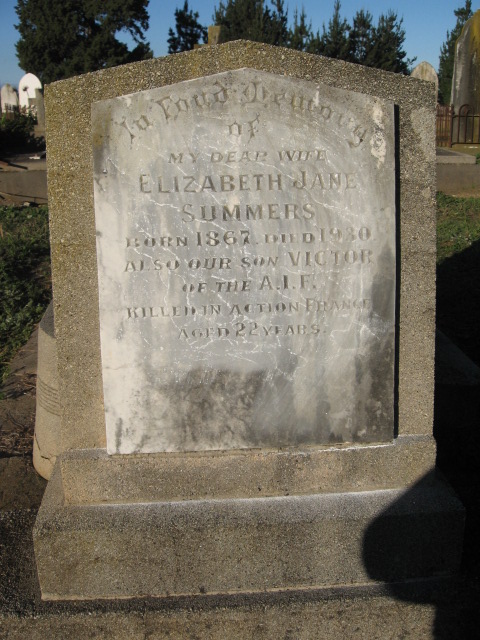 In Fond Memory
of
MY DEAR WIFE
ELIZABETH JANE
SUMMERS
BORN 1867. DIED 1930
ALSO OUR SON VICTOR
OF THE A.I.F.
KILLED IN ACTION FRANCE
AGED 22 YEARS.